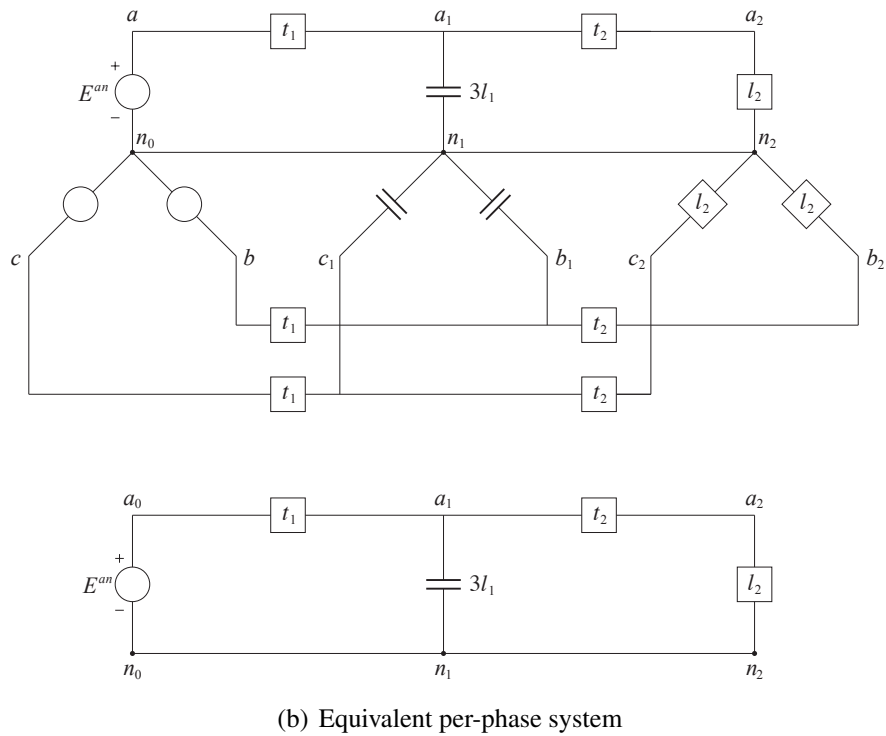 a a₁ a₂
t₁ t₂
+
Eᵃⁿ 3l₁ l₂
−
n₀ n₁ n₂
l₂ l₂
c b c₁ b₁ c₂ b₂
t₁ t₂
t₁ t₂
a₀ a₁ a₂
t₁ t₂
+
Eᵃⁿ 3l₁ l₂
−
n₀ n₁ n₂
(b) Equivalent per-phase system